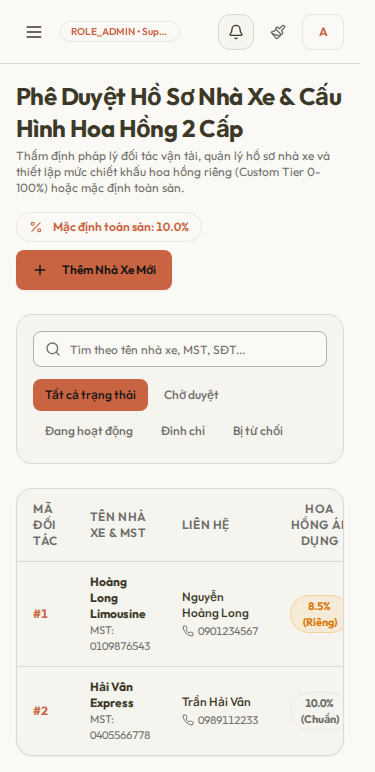 ROLE_ADMIN • Sup...
A
Phê Duyệt Hồ Sơ Nhà Xe & Cấu
Hình Hoa Hồng 2 Cấp
Thẩm định pháp lý đối tác vận tải, quản lý hồ sơ nhà xe và
thiết lập mức chiết khấu hoa hồng riêng (Custom Tier 0-
100%) hoặc mặc định toàn sàn.
Mặc định toàn sàn: 10.0%
Thêm Nhà Xe Mới
Tìm theo tên nhà xe, MST, SĐT...
Tất cả trạng thái
Chờ duyệt
Đang hoạt động
Đình chỉ
Bị từ chối
MÃ
ĐỐI
TÁC
TÊN NHÀ
XE & MST
LIÊN HỆ
HOA
HỒNG
DỤNG
#1
Hoàng
Long
Limousine
MST:
0109876543
Nguyễn
Hoàng Long
0901234567
8.5%
(Riêng)
#2
Hải Vân
Express
MST:
0405566778
Trần Hải Vân
0989112233
10.0%
(Chuẩn)